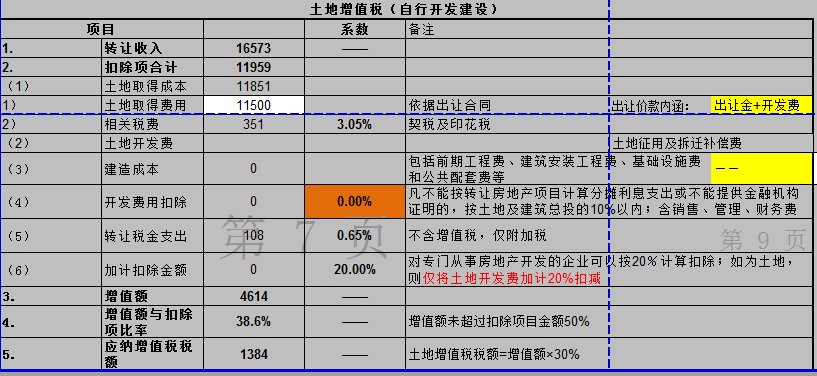 土地增值税（自行开发建设）
项目 系数 备注
1. 转让收入 16573 ——
2. 扣除项合计 11959
（1） 土地取得成本 11851
1） 土地取得费用 11500 依据出让合同 出让价款内涵： 出让金+开发费
2） 相关税费 351 3.05% 契税及印花税
（2） 土地开发费 土地征用及拆迁补偿费
（3） 建造成本 0 包括前期工程费、建筑安装工程费、基础设施费 ——
和公共配套费等
（4） 开发费用扣除 0 0.00% 凡不能按转让房地产项目计算分摊利息支出或不能提供金融机构
证明的，按土地及建筑总投的10%以内；含销售、管理、财务费
（5） 转让税金支出 108 0.65% 不含增值税，仅附加税
第 7 页 第 9 页
（6） 加计扣除金额 0 20.00% 对专门从事房地产开发的企业可以按20%计算扣除；如为土地，
则仅将土地开发费加计20%扣减
3. 增值额 4614 ——
4. 增值额与扣除 38.6% —— 增值额未超过扣除项目金额50%
项比率
5. 应纳增值税税 1384 —— 土地增值税税额=增值额×30%
额